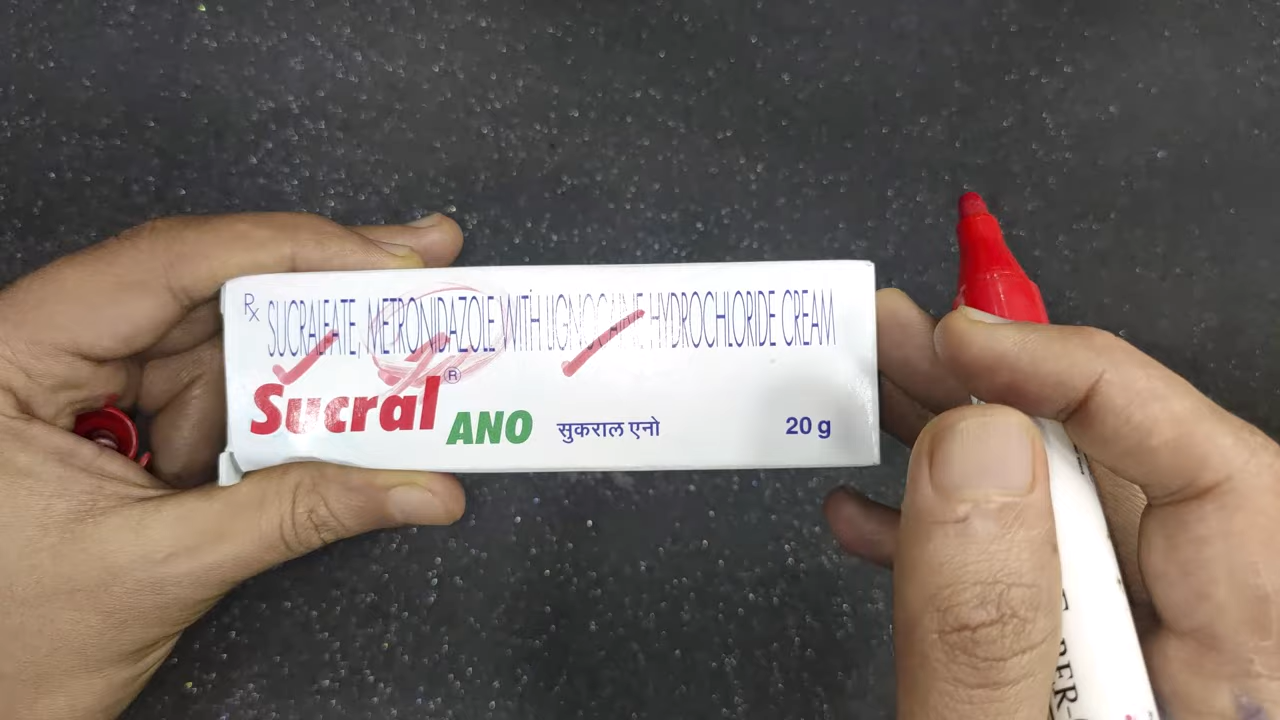 Rx SUCRALFATE, METRONIDAZOLE WITH LIGNOCAINE HYDROCHLORIDE CREAM
Sucral® ANO सुकराल एनो 20 g